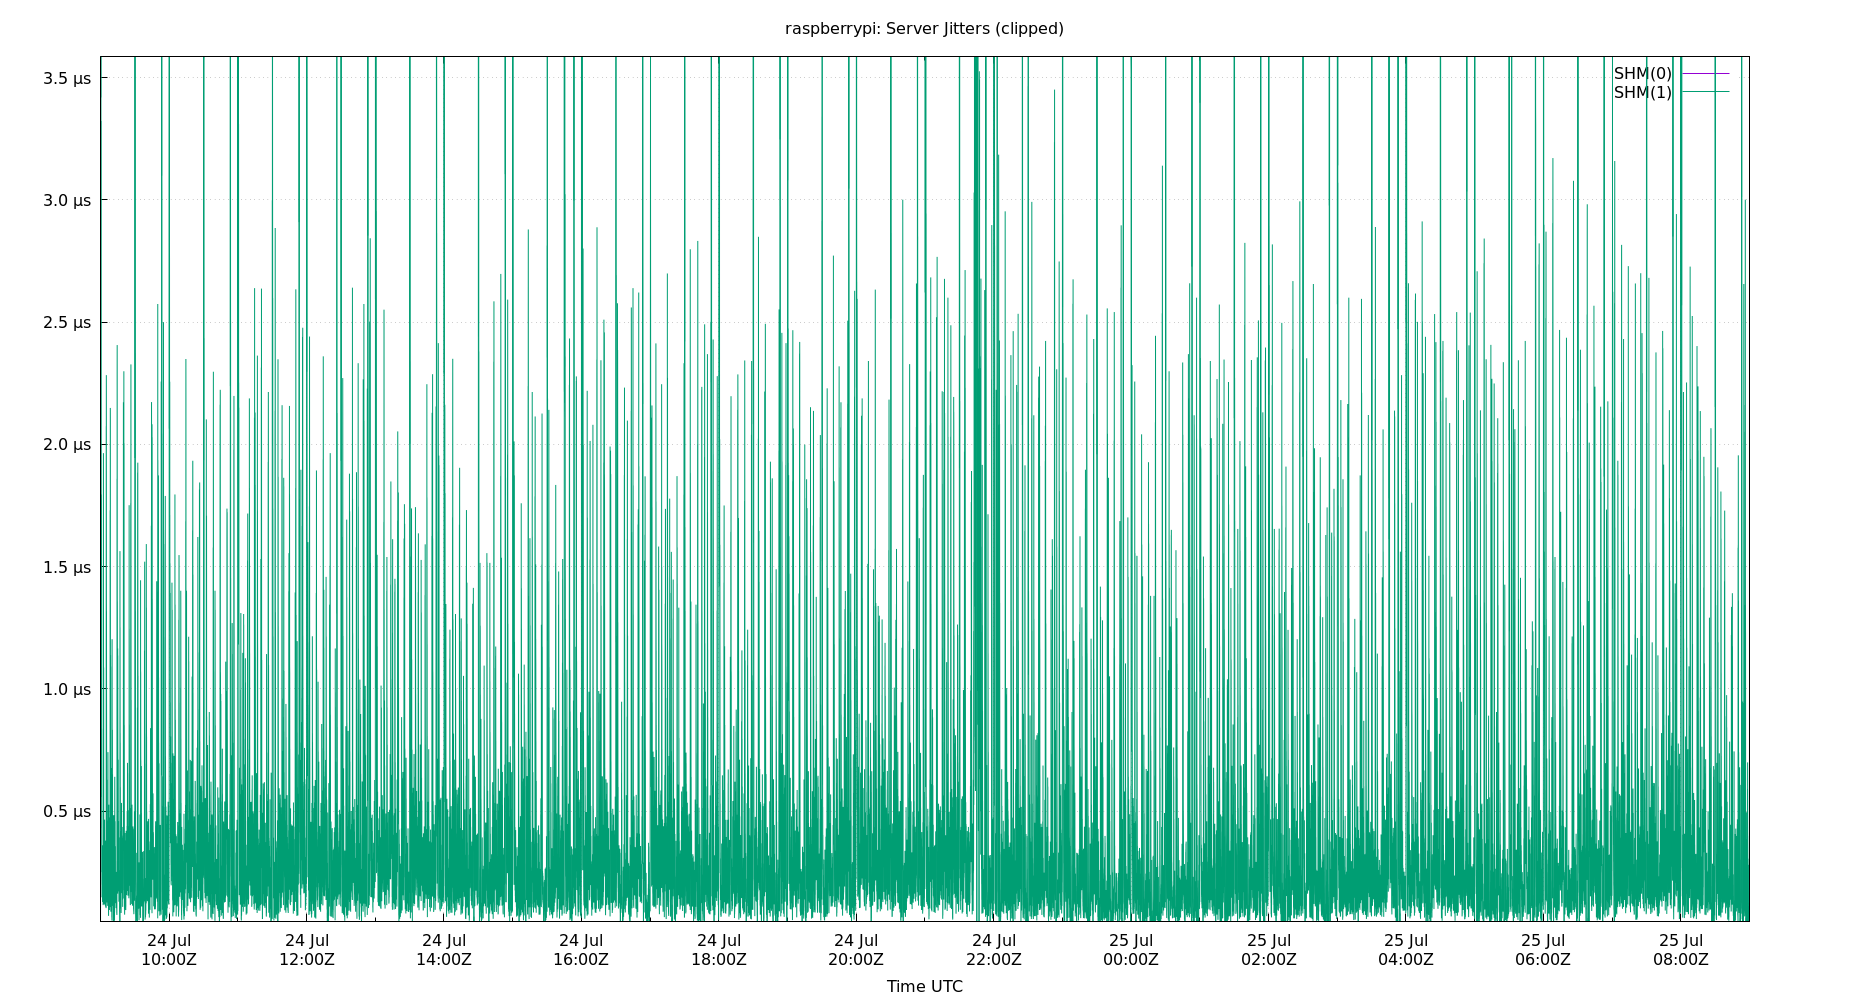 raspberrypi: Server Jitters (clipped)
3.5 µs
3.0 µs
2.5 µs
2.0 µs
1.5 µs
1.0 µs
0.5 µs
SHM(0)
SHM(1)
24 Jul 24 Jul 24 Jul 24 Jul 24 Jul 24 Jul 24 Jul 25 Jul 25 Jul 25 Jul 25 Jul 25 Jul
10:00Z 12:00Z 14:00Z 16:00Z 18:00Z 20:00Z 22:00Z 00:00Z 02:00Z 04:00Z 06:00Z 08:00Z
Time UTC